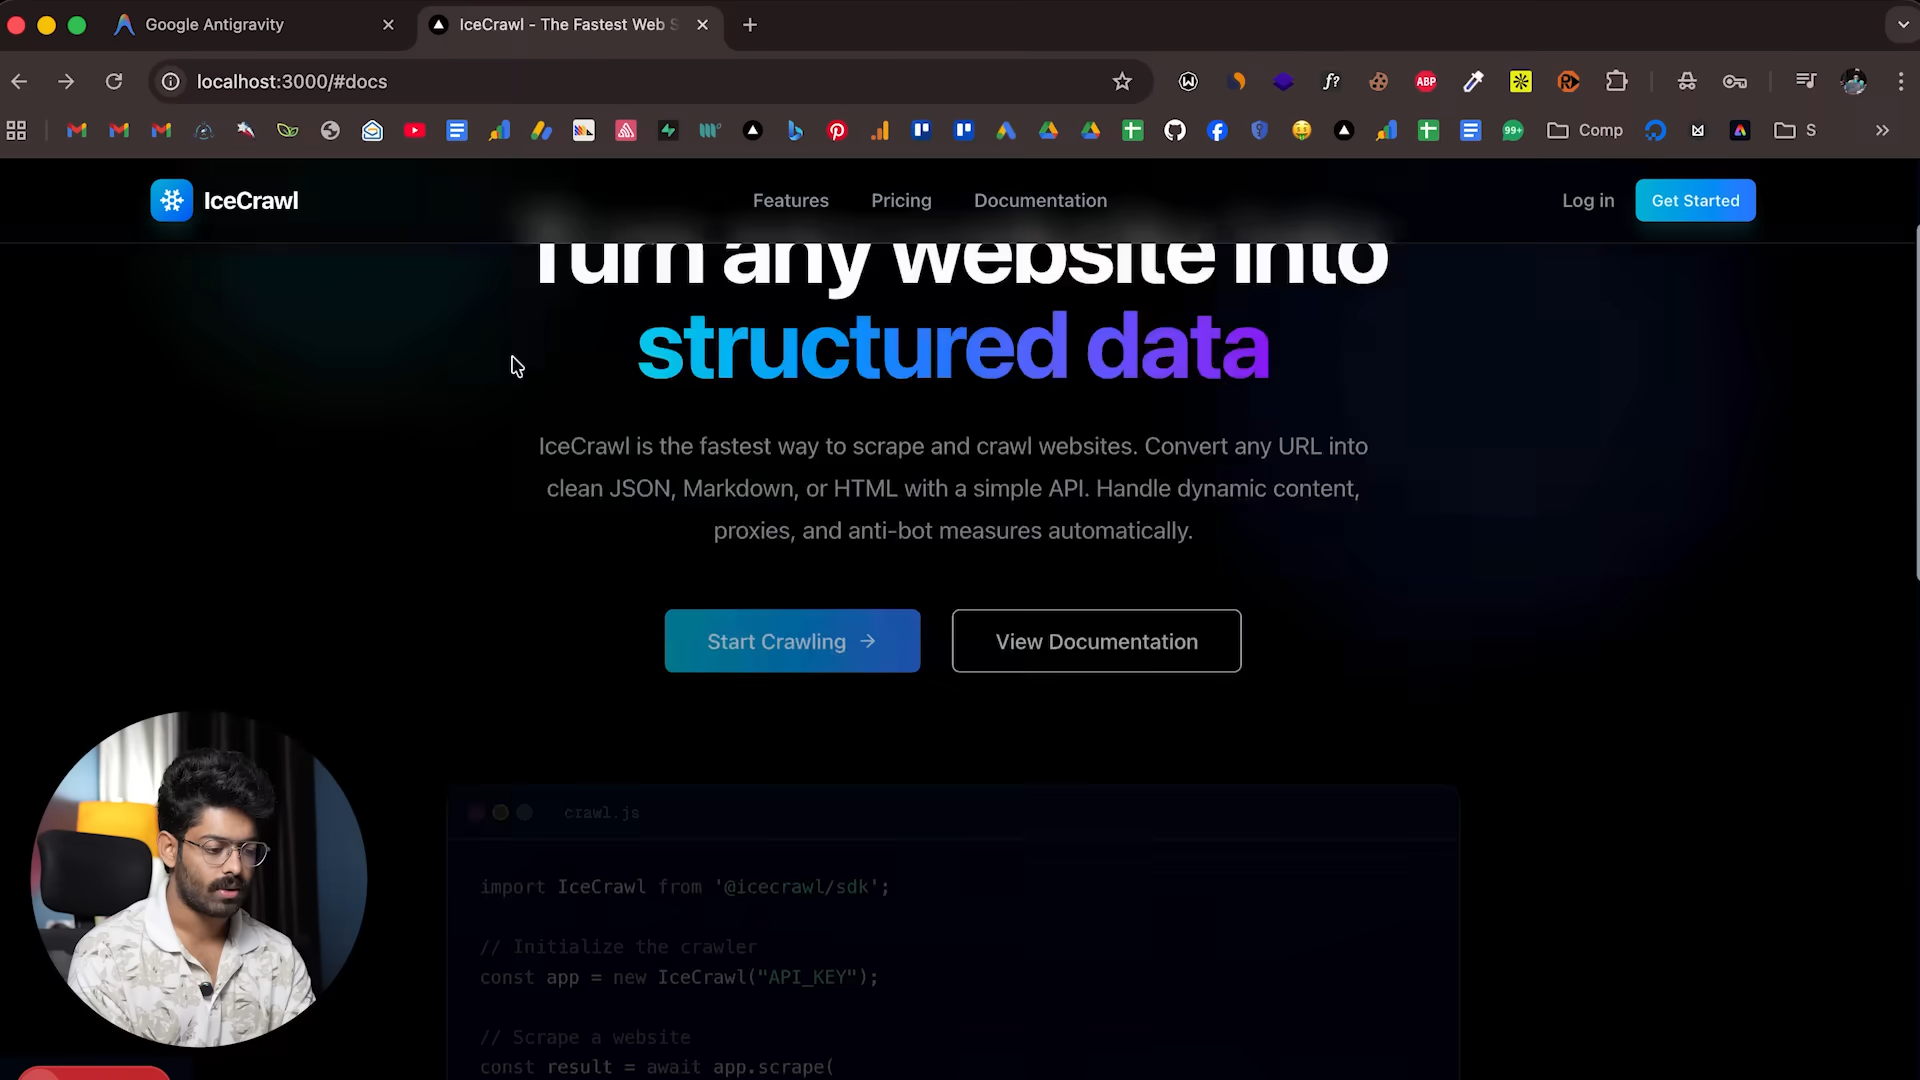 Google Antigravity
IceCrawl - The Fastest Web S
localhost:3000/#docs
f?
ABP
99+
Comp
S
IceCrawl
Features
Pricing
Documentation
Log in
Get Started
Turn any website into
structured data
IceCrawl is the fastest way to scrape and crawl websites. Convert any URL into
clean JSON, Markdown, or HTML with a simple API. Handle dynamic content,
proxies, and anti-bot measures automatically.
Start Crawling →
View Documentation
crawl.js
import IceCrawl from '@icecrawl/sdk';
// Initialize the crawler
const app = new IceCrawl("API_KEY");
// Scrape a website
const result = await app.scrape(